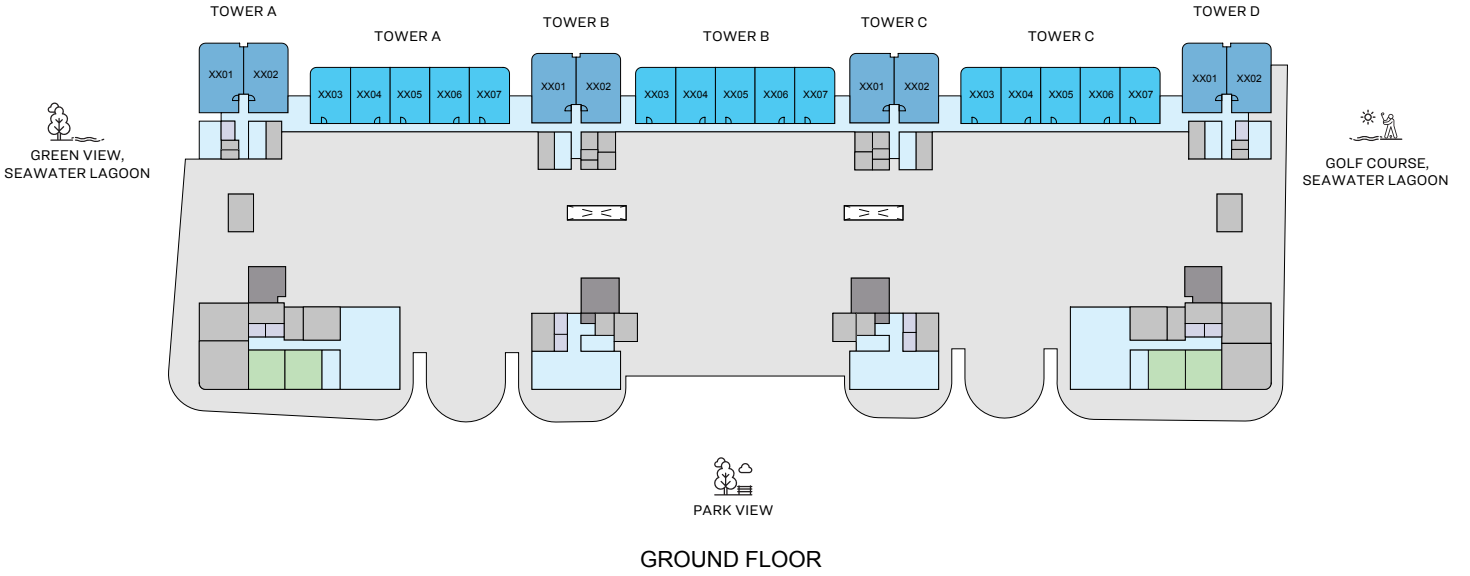 TOWER A
TOWER A
TOWER B
TOWER B
TOWER C
TOWER C
TOWER D
XX01 XX02
XX03 XX04 XX05 XX06 XX07
XX01 XX02
XX03 XX04 XX05 XX06 XX07
XX01 XX02
XX03 XX04 XX05 XX06 XX07
XX01 XX02
GREEN VIEW,
SEAWATER LAGOON
GOLF COURSE,
SEAWATER LAGOON
PARK VIEW
GROUND FLOOR